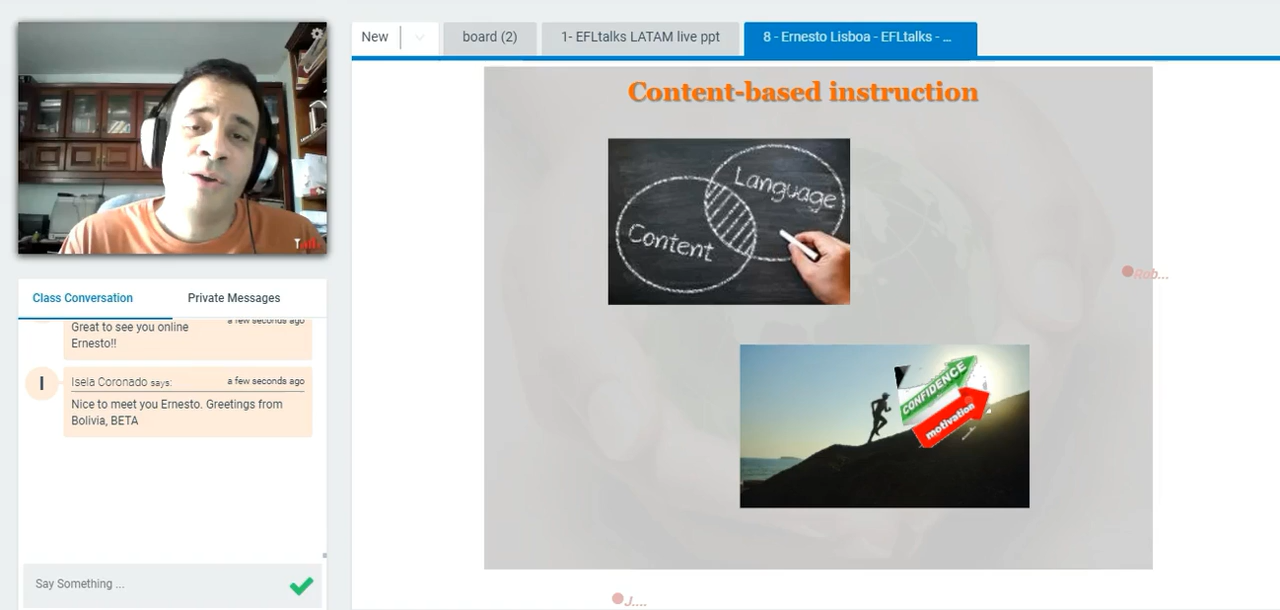 New
board (2)
1- EFLtalks LATAM live ppt
8 - Ernesto Lisboa - EFLtalks - ...
Content-based instruction
Language
Content
CONFIDENCE
motivation
Rob...
J....
Class Conversation
Private Messages
a few seconds ago
Great to see you online
Ernesto!!
I
Isela Coronado says:
a few seconds ago
Nice to meet you Ernesto. Greetings from
Bolivia, BETA
Say Something ...